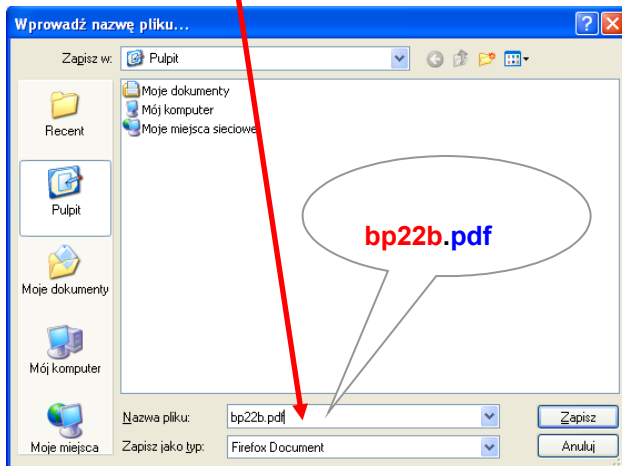 Wprowadź nazwę pliku...
Zapisz w:
Pulpit
Recent
Pulpit
Moje dokumenty
Mój komputer
Moje miejsca
Moje dokumenty
Mój komputer
Moje miejsca sieciowe
bp22b.pdf
Nazwa pliku:
bp22b.pdf
Zapisz
Zapisz jako typ:
Firefox Document
Anuluj